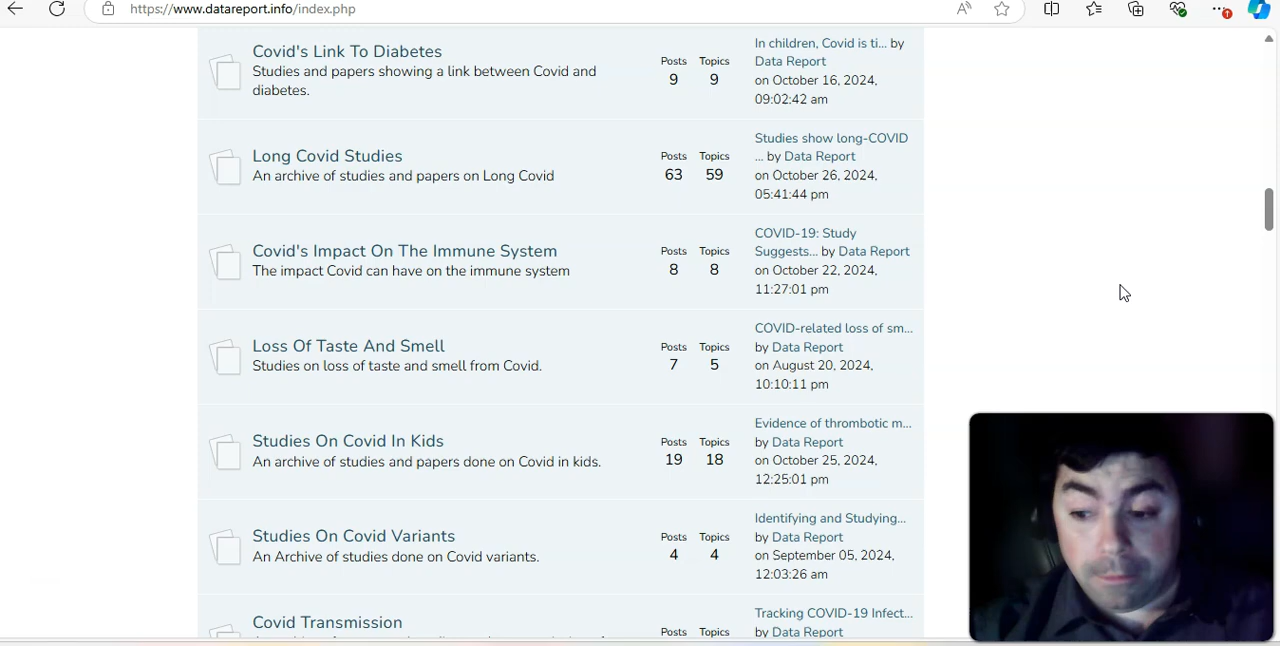 https://www.datareport.info/index.php
Covid's Link To Diabetes
Studies and papers showing a link between Covid and
diabetes.
Posts Topics
9 9
In children, Covid is ti... by
Data Report
on October 16, 2024,
09:02:42 am
Long Covid Studies
An archive of studies and papers on Long Covid
Posts Topics
63 59
Studies show long-COVID
... by Data Report
on October 26, 2024,
05:41:44 pm
Covid's Impact On The Immune System
The impact Covid can have on the immune system
Posts Topics
8 8
COVID-19: Study
Suggests... by Data Report
on October 22, 2024,
11:27:01 pm
Loss Of Taste And Smell
Studies on loss of taste and smell from Covid.
Posts Topics
7 5
COVID-related loss of sm...
by Data Report
on August 20, 2024,
10:10:11 pm
Studies On Covid In Kids
An archive of studies and papers done on Covid in kids.
Posts Topics
19 18
Evidence of thrombotic m...
by Data Report
on October 25, 2024,
12:25:01 pm
Studies On Covid Variants
An Archive of studies done on Covid variants.
Posts Topics
4 4
Identifying and Studying...
by Data Report
on September 05, 2024,
12:03:26 am
Covid Transmission
Posts Topics
Tracking COVID-19 Infect...
by Data Report